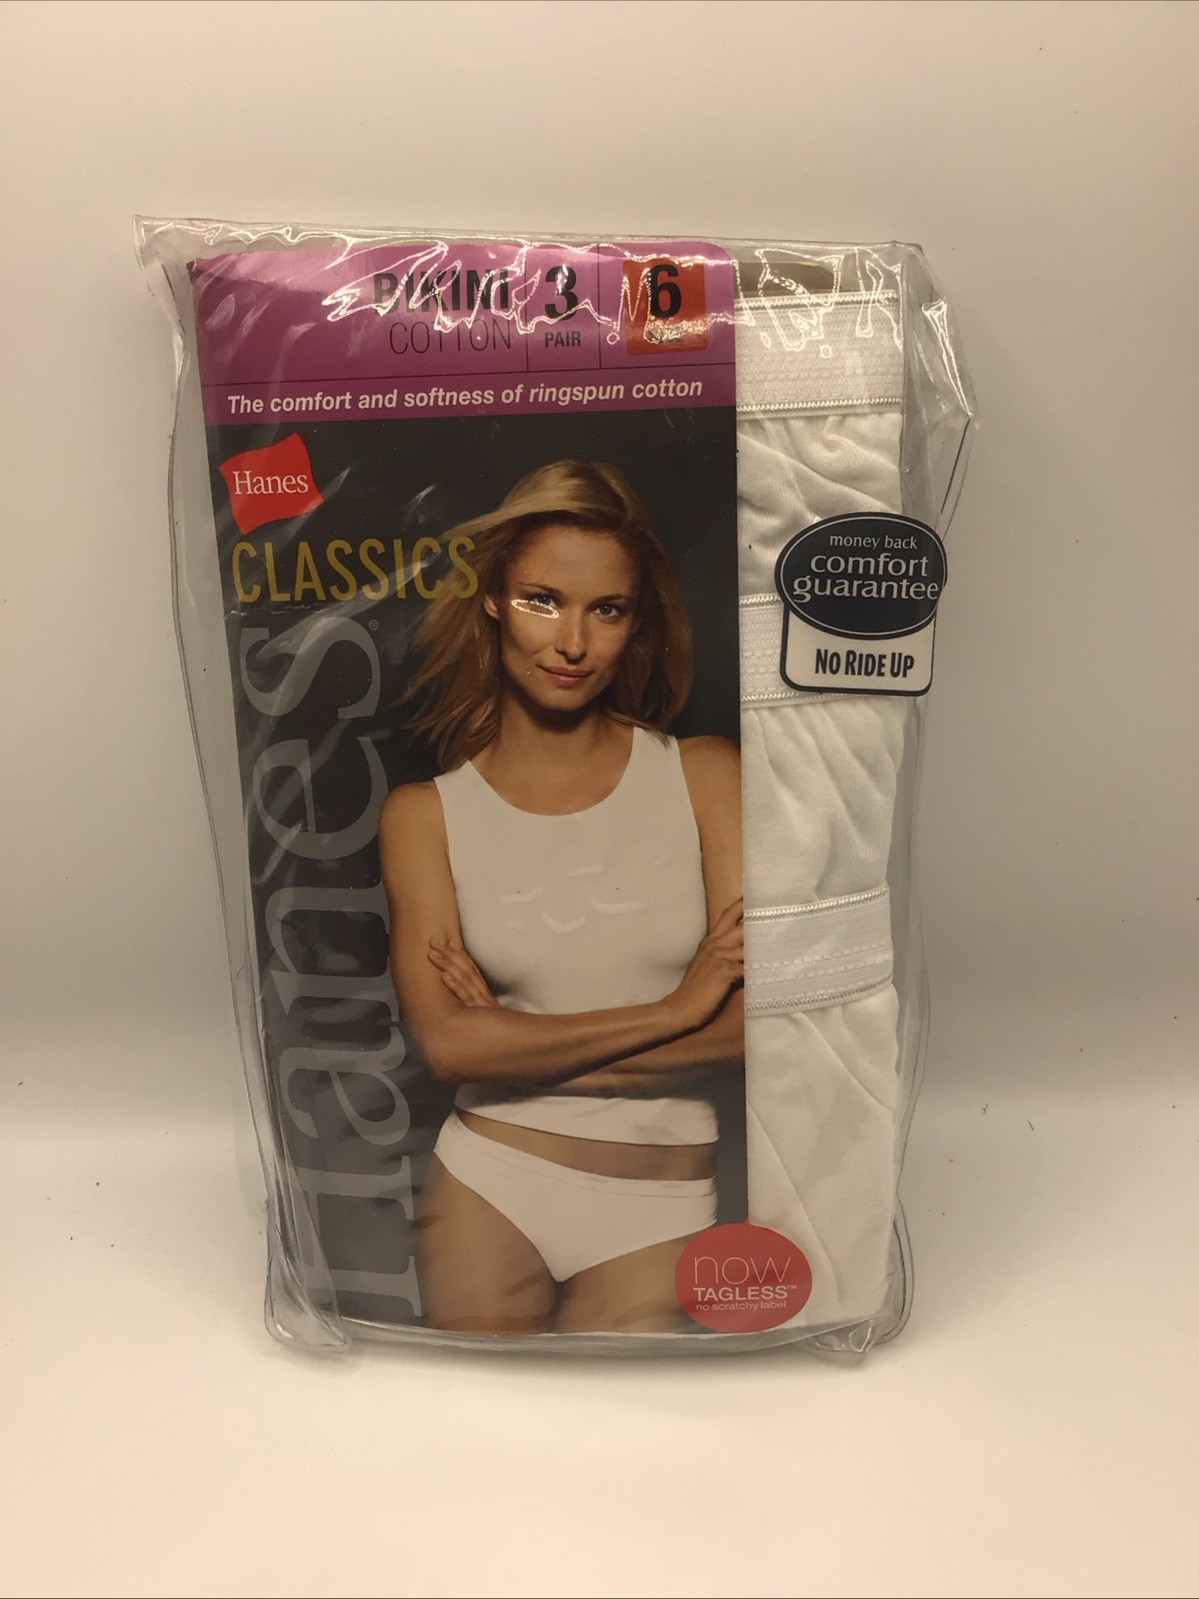 BIKINI
COTTON
3
PAIR
6
The comfort and softness of ringspun cotton
Hanes
CLASSICS
Hanes®
money back
comfort
guarantee
NO RIDE UP
now
TAGLESS™
no scratchy label